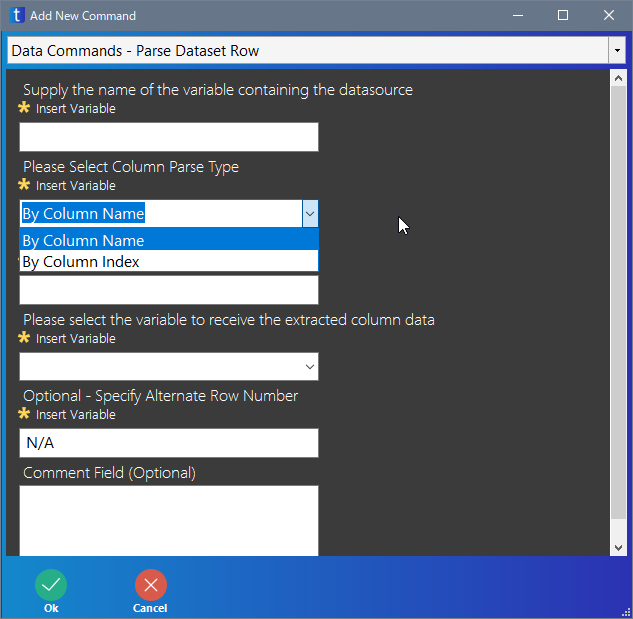 t Add New Command
Data Commands - Parse Dataset Row
Supply the name of the variable containing the datasource
Insert Variable
Please Select Column Parse Type
Insert Variable
By Column Name
By Column Name
By Column Index
Please select the variable to receive the extracted column data
Insert Variable
Optional - Specify Alternate Row Number
Insert Variable
N/A
Comment Field (Optional)
Ok Cancel